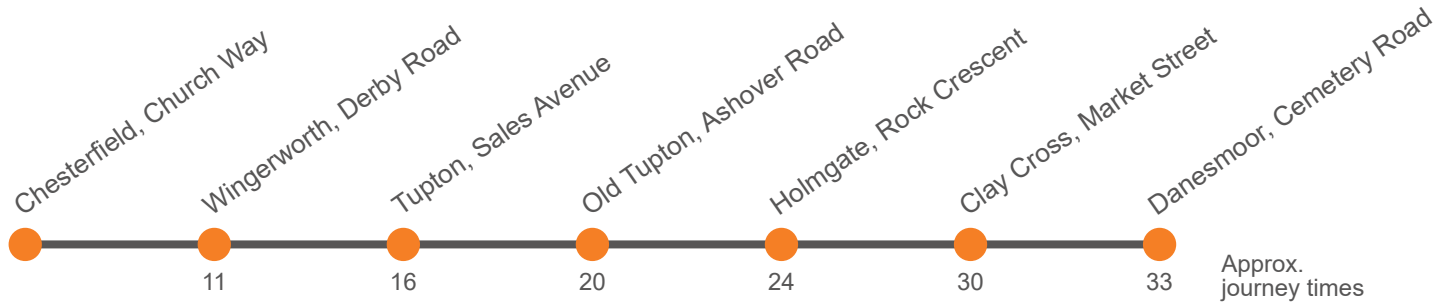 Chesterfield, Church Way
Wingerworth, Derby Road
Tupton, Sales Avenue
Old Tupton, Ashover Road
Holmgate, Rock Crescent
Clay Cross, Market Street
Danesmoor, Cemetery Road
11
16
20
24
30
33
Approx.
journey times